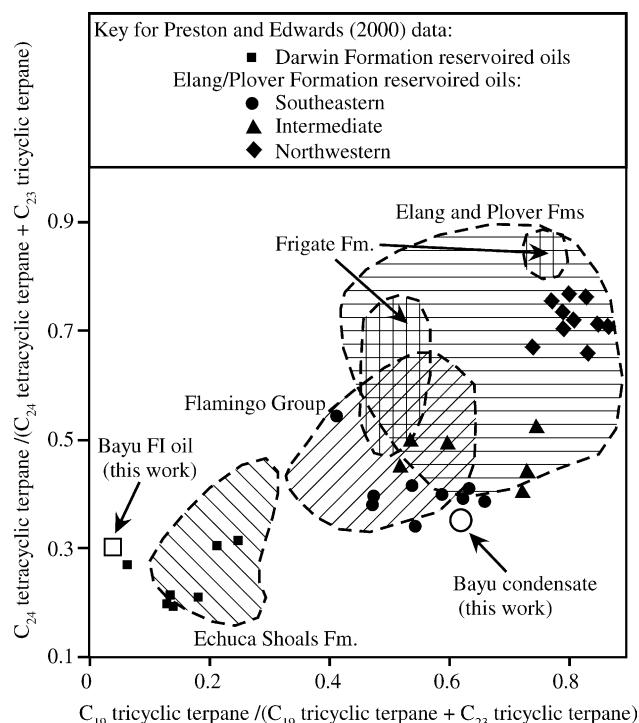 Key for Preston and Edwards (2000) data:
Darwin Formation reservoired oils
Elang/Plover Formation reservoired oils:
Southeastern
Intermediate
Northwestern
C24 tetracyclic terpane /(C24 tetracyclic terpane + C23 tricyclic terpane)
0.9
0.7
0.5
0.3
0.1
Elang and Plover Fms
Frigate Fm.
Flamingo Group
Bayu FI oil
(this work)
Bayu condensate
(this work)
Echuca Shoals Fm.
0
0.2
0.4
0.6
0.8
C19 tricyclic terpane /(C19 tricyclic terpane + C23 tricyclic terpane)